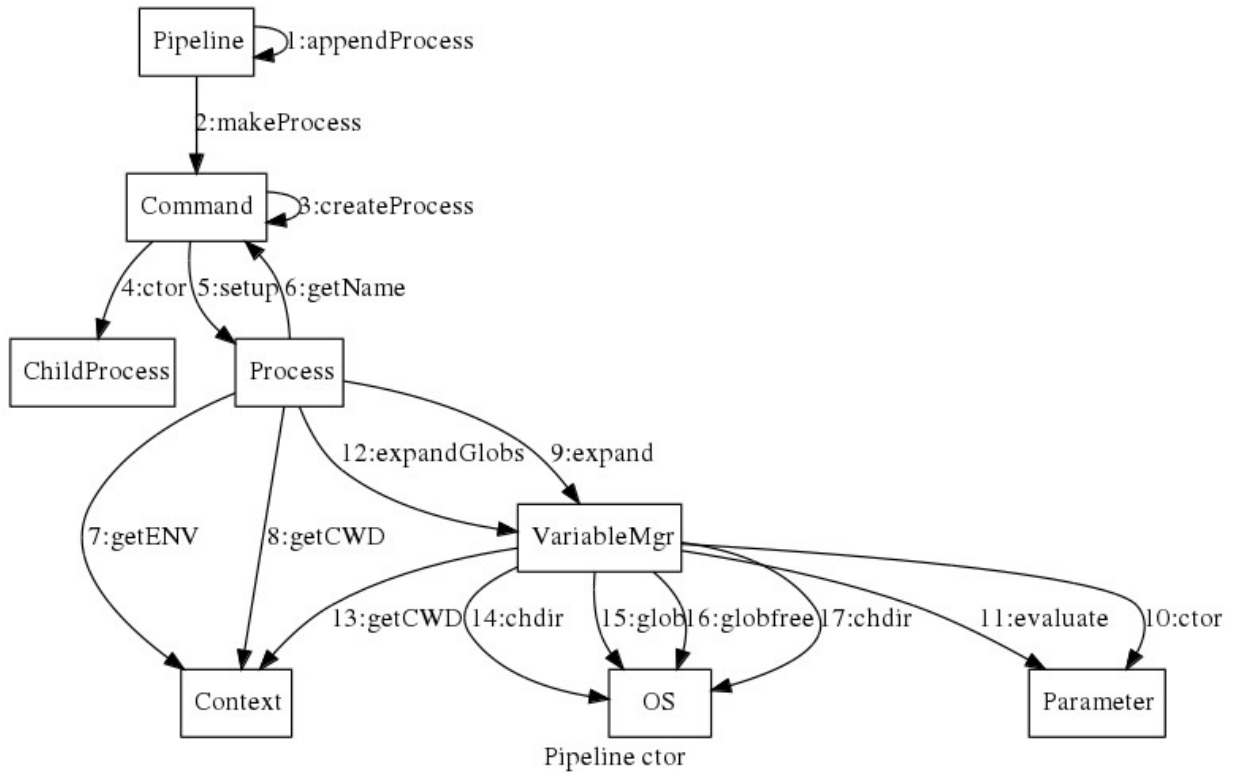 Pipeline
1:appendProcess
2:makeProcess
Command
3:createProcess
4:ctor
5:setup
6:getName
ChildProcess
Process
12:expandGlobs
9:expand
7:getENV
8:getCWD
VariableMgr
13:getCWD
14:chdir
15:glob
16:globfree
17:chdir
11:evaluate
10:ctor
Context
OS
Parameter
Pipeline ctor